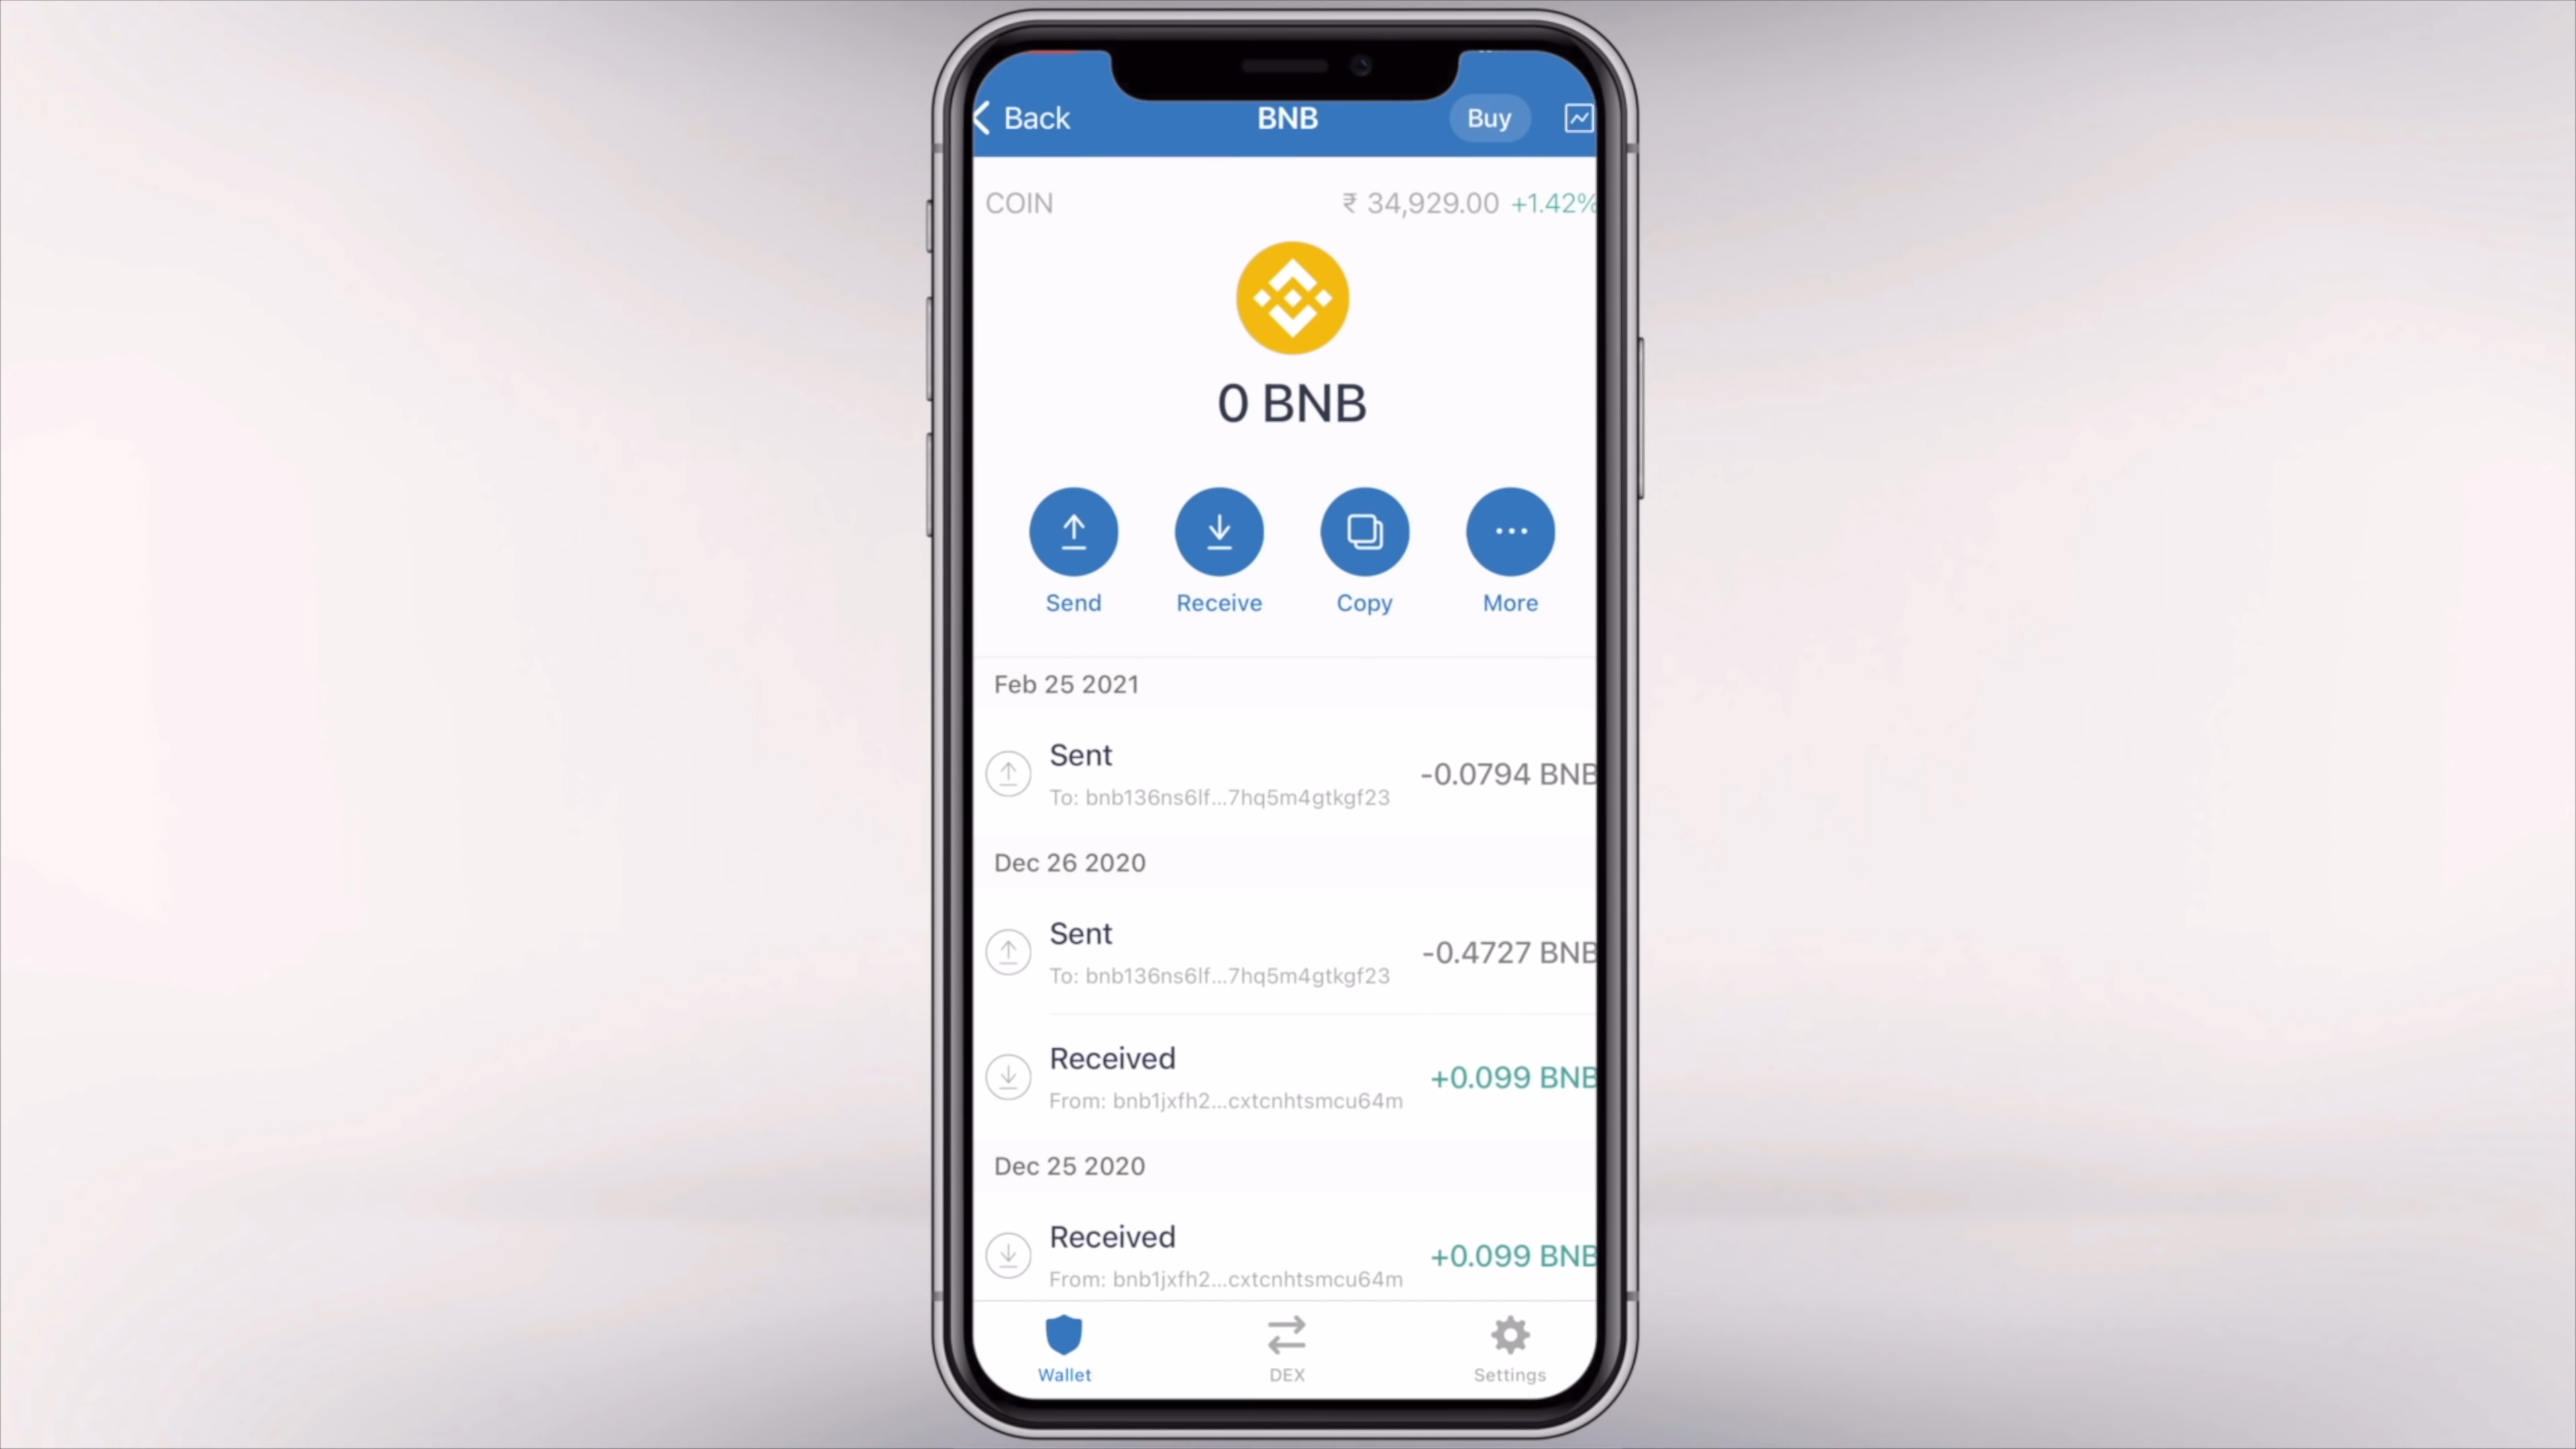 Back BNB Buy
COIN ₹ 34,929.00 +1.42%
0 BNB
Send Receive Copy More
Feb 25 2021
Sent
-0.0794 BNB
To: bnb136ns6lf...7hq5m4gtkgf23
Dec 26 2020
Sent
-0.4727 BNB
To: bnb136ns6lf...7hq5m4gtkgf23
Received
+0.099 BNB
From: bnb1jxfh2...cxtcnhtsmcu64m
Dec 25 2020
Received
+0.099 BNB
From: bnb1jxfh2...cxtcnhtsmcu64m
Wallet DEX Settings